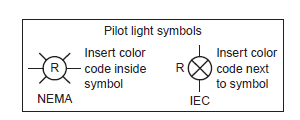 Pilot light symbols
R
Insert color
code inside
symbol
NEMA
R
Insert color
code next
to symbol
IEC